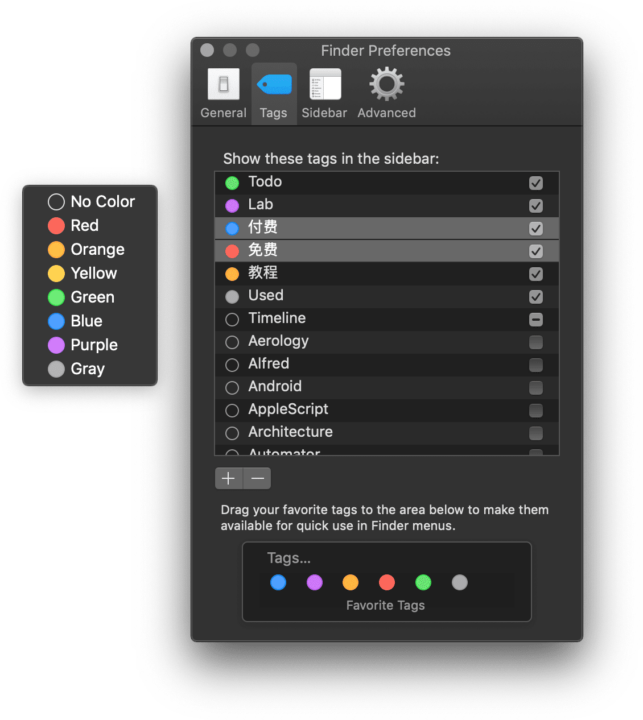 Finder Preferences
General
Tags
Sidebar
Advanced
Show these tags in the sidebar:
Todo
Lab
付费
免费
教程
Used
Timeline
Aerology
Alfred
Android
AppleScript
Architecture
Automator
Drag your favorite tags to the area below to make them
available for quick use in Finder menus.
Tags...
Favorite Tags
No Color
Red
Orange
Yellow
Green
Blue
Purple
Gray